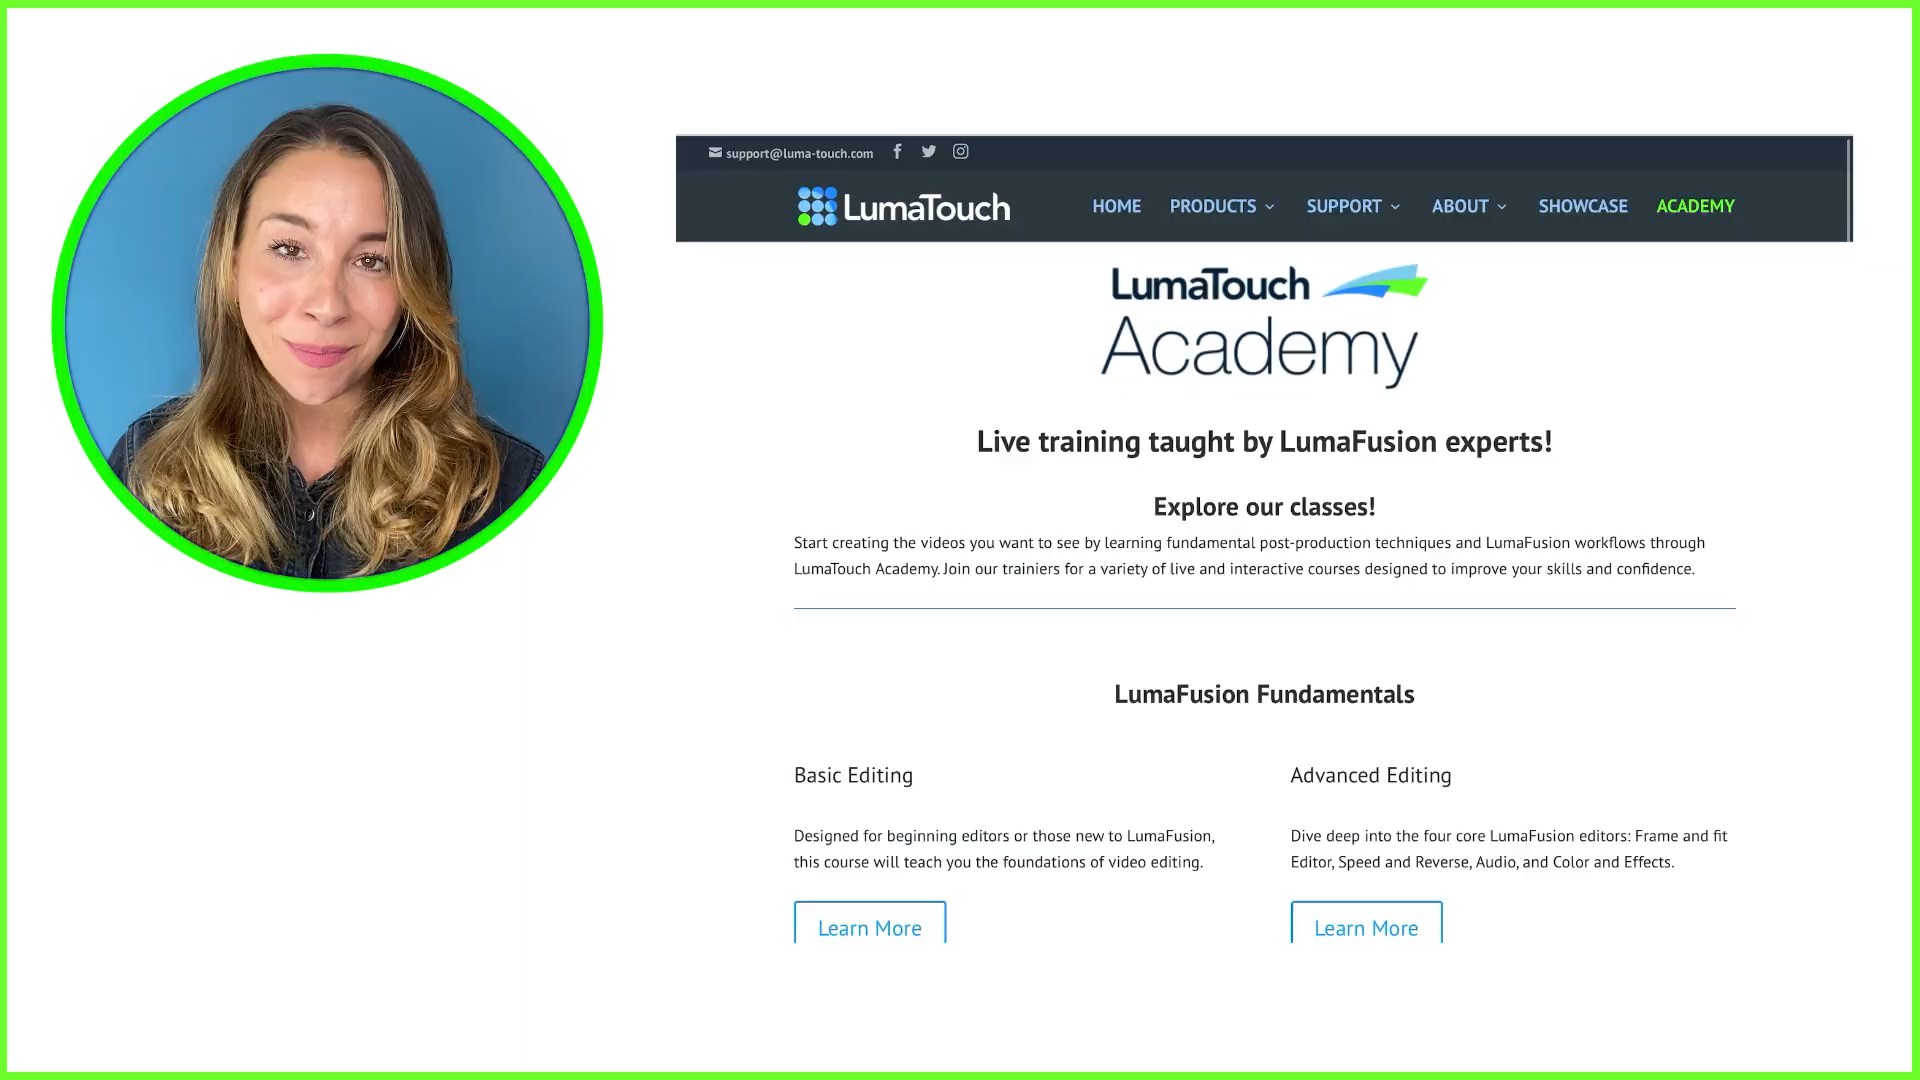 support@luma-touch.com
LumaTouch
HOME PRODUCTS SUPPORT ABOUT SHOWCASE ACADEMY
LumaTouch
Academy
Live training taught by LumaFusion experts!
Explore our classes!
Start creating the videos you want to see by learning fundamental post-production techniques and LumaFusion workflows through
LumaTouch Academy. Join our trainiers for a variety of live and interactive courses designed to improve your skills and confidence.
LumaFusion Fundamentals
Basic Editing
Designed for beginning editors or those new to LumaFusion,
this course will teach you the foundations of video editing.
Learn More
Advanced Editing
Dive deep into the four core LumaFusion editors: Frame and fit
Editor, Speed and Reverse, Audio, and Color and Effects.
Learn More